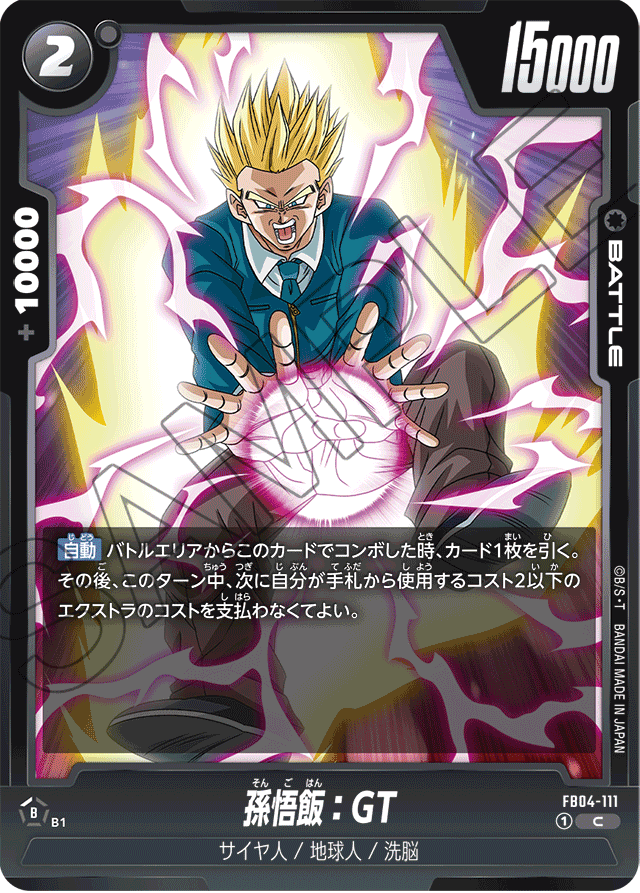 2
15000
+10000
BATTLE
SAMPLE
自動 バトルエリアからこのカードでコンボした時、カード1枚を引く。
その後、このターン中、次に自分が手札から使用するコスト2以下の
エクストラのコストを支払わなくてよい。
©B/S・T BANDAI MADE IN JAPAN
孫悟飯:GT
B B1
FB04-111
1 C
サイヤ人 / 地球人 / 洗脳